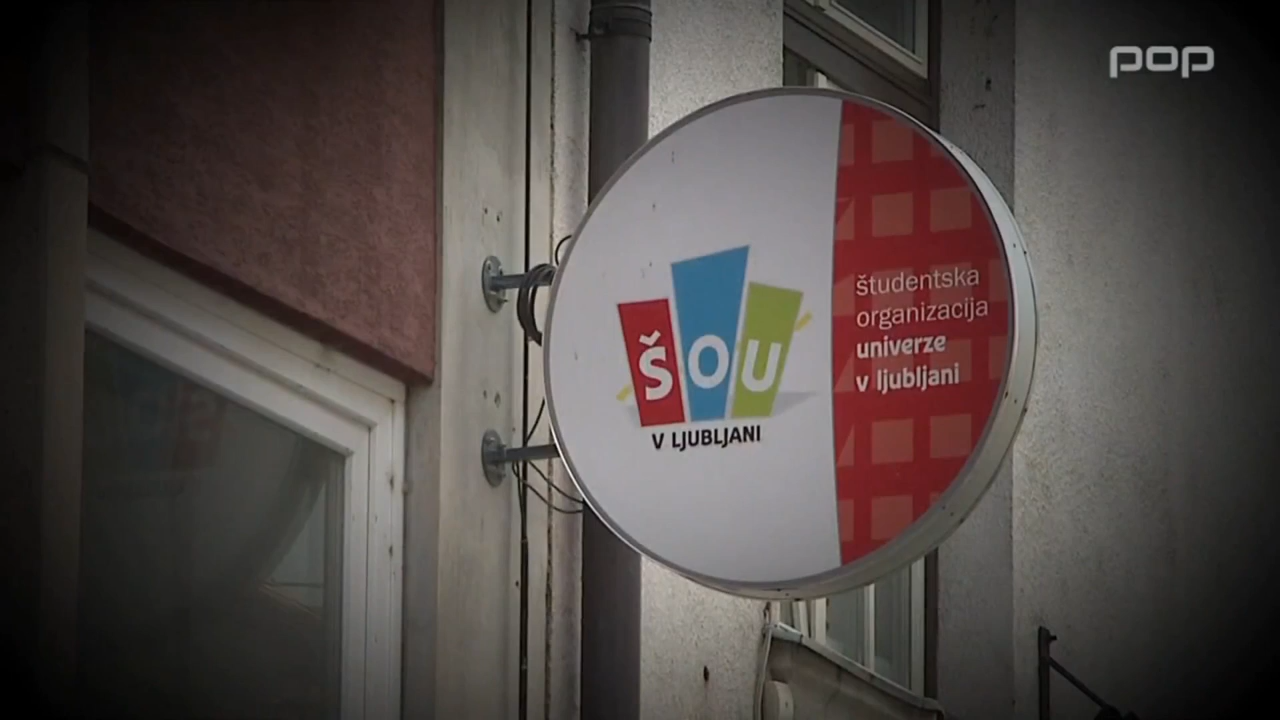 pop
ŠOU
V LJUBLJANI
študentska
organizacija
univerze
v ljubljani